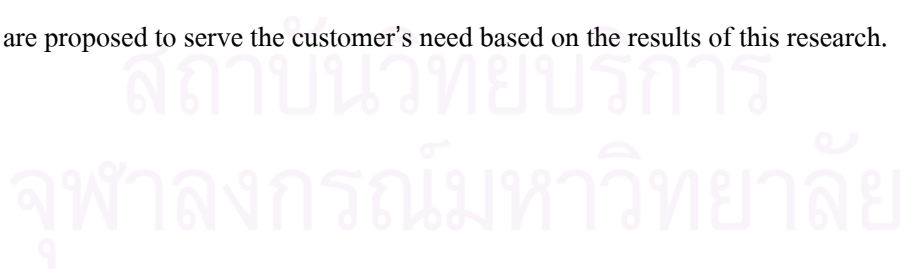 are proposed to serve the customer's need based on the results of this research.
สถาบันวิทยบริการ
จุฬาลงกรณ์มหาวิทยาลัย